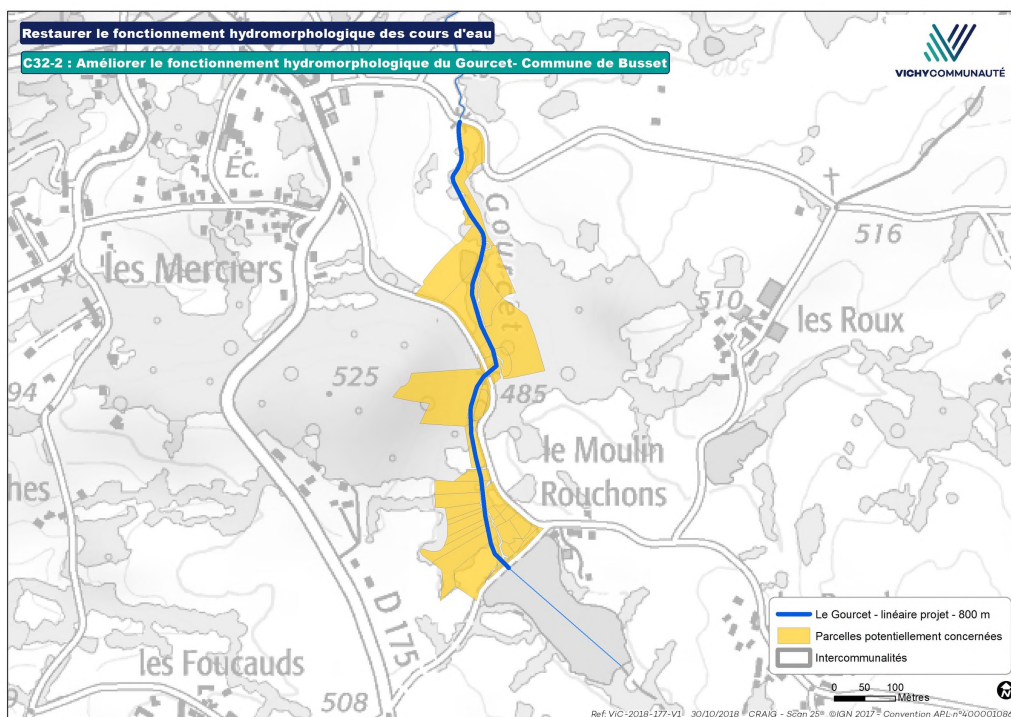 Restaurer le fonctionnement hydromorphologique des cours d'eau
C32-2 : Améliorer le fonctionnement hydromorphologique du Gourcet- Commune de Busset
VICHYCOMMUNAUTÉ
500
Éc.
Gourcet
516
les Merciers
510
les Roux
525
94
485
le Moulin
Rouchons
hes
D 175
les Foucauds
508
Le Gourcet - linéaire projet - 800 m
Parcelles potentiellement concernées
Intercommunalités
0 50 100
Mètres
N
Ref: VIC-2018-177-V1 30/10/2018 - CRAIG - Scan 25® ©IGN 2017 - Convention APL-n°400001086